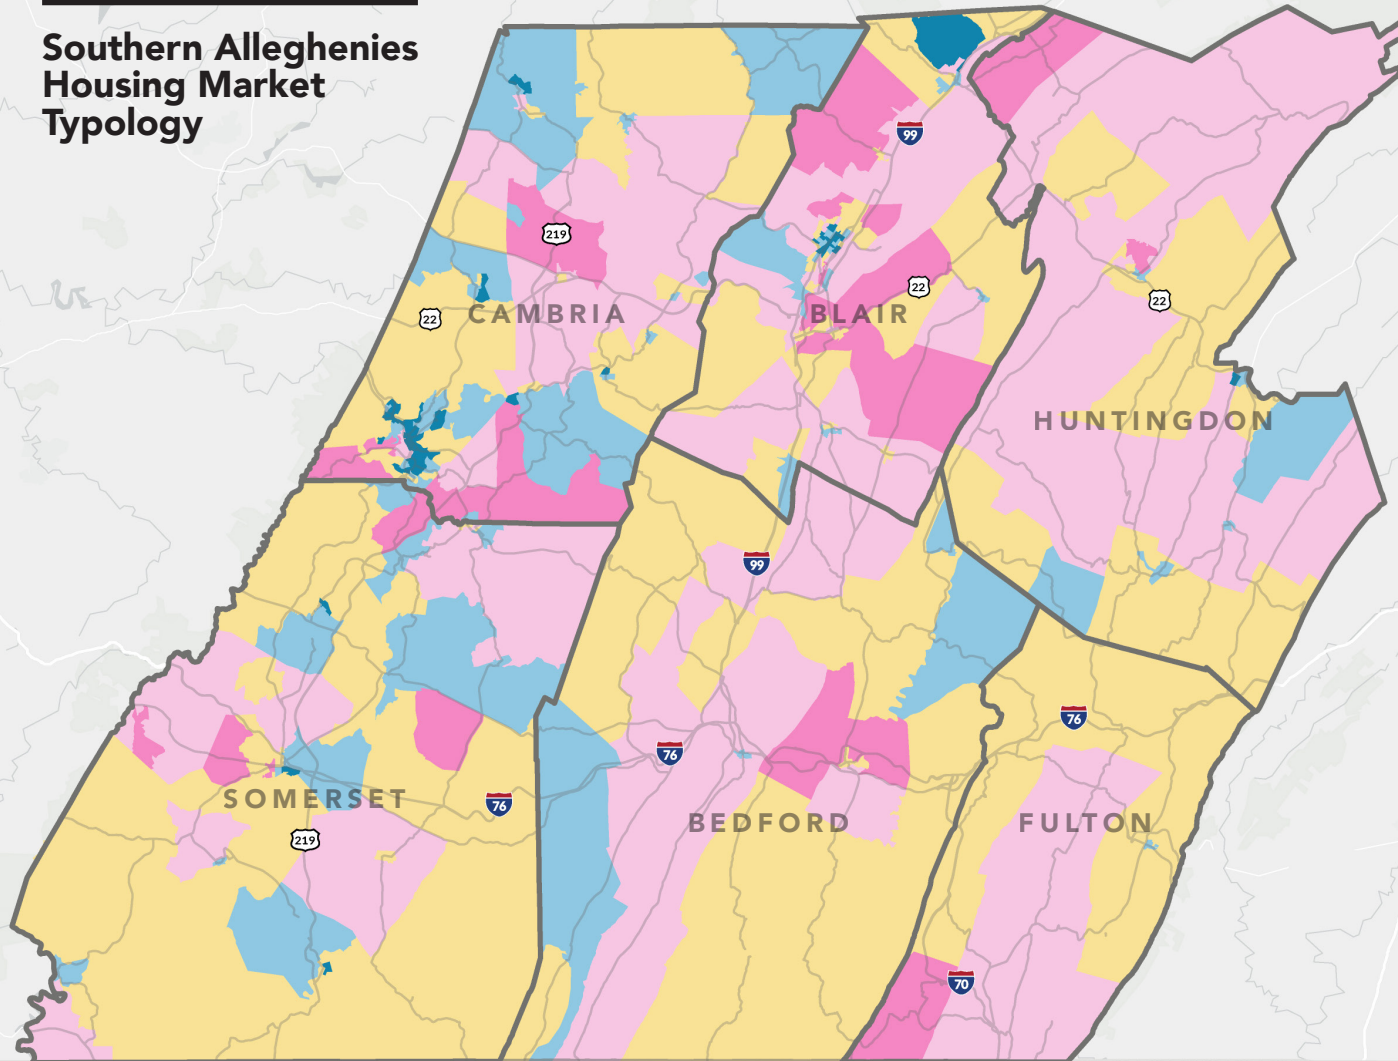 Southern Alleghenies
Housing Market
Typology
99
219
22
CAMBRIA
22
BLAIR
22
HUNTINGDON
99
76
76
SOMERSET
76
219
BEDFORD
FULTON
70